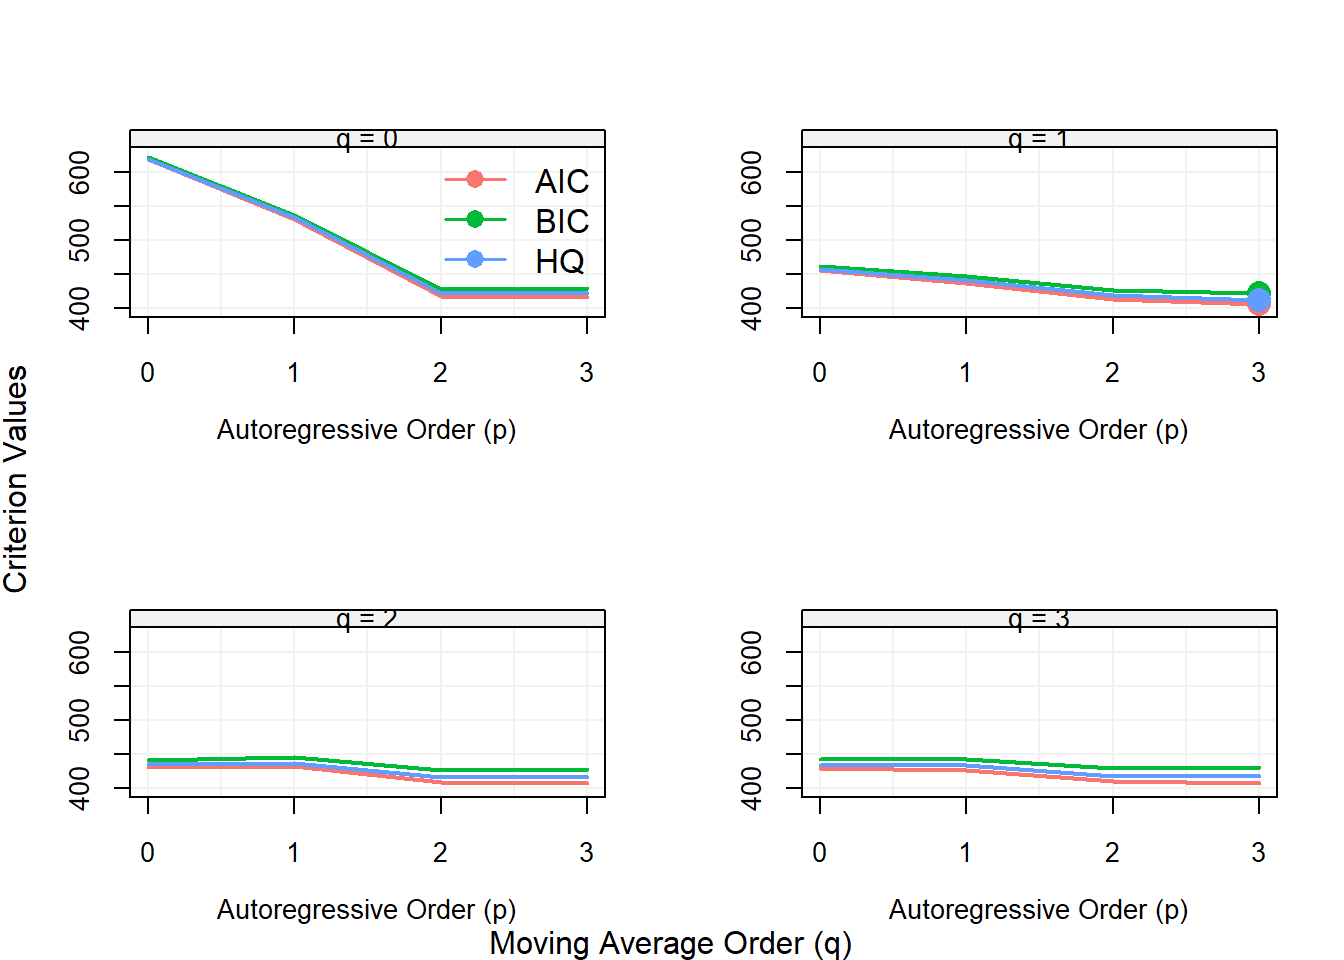 Criterion Values
q = 0
600
500
400
AIC
BIC
HQ
0 1 2 3
Autoregressive Order (p)
q = 1
600
500
400
0 1 2 3
Autoregressive Order (p)
q = 2
600
500
400
0 1 2 3
Autoregressive Order (p)
q = 3
600
500
400
0 1 2 3
Autoregressive Order (p)
Moving Average Order (q)